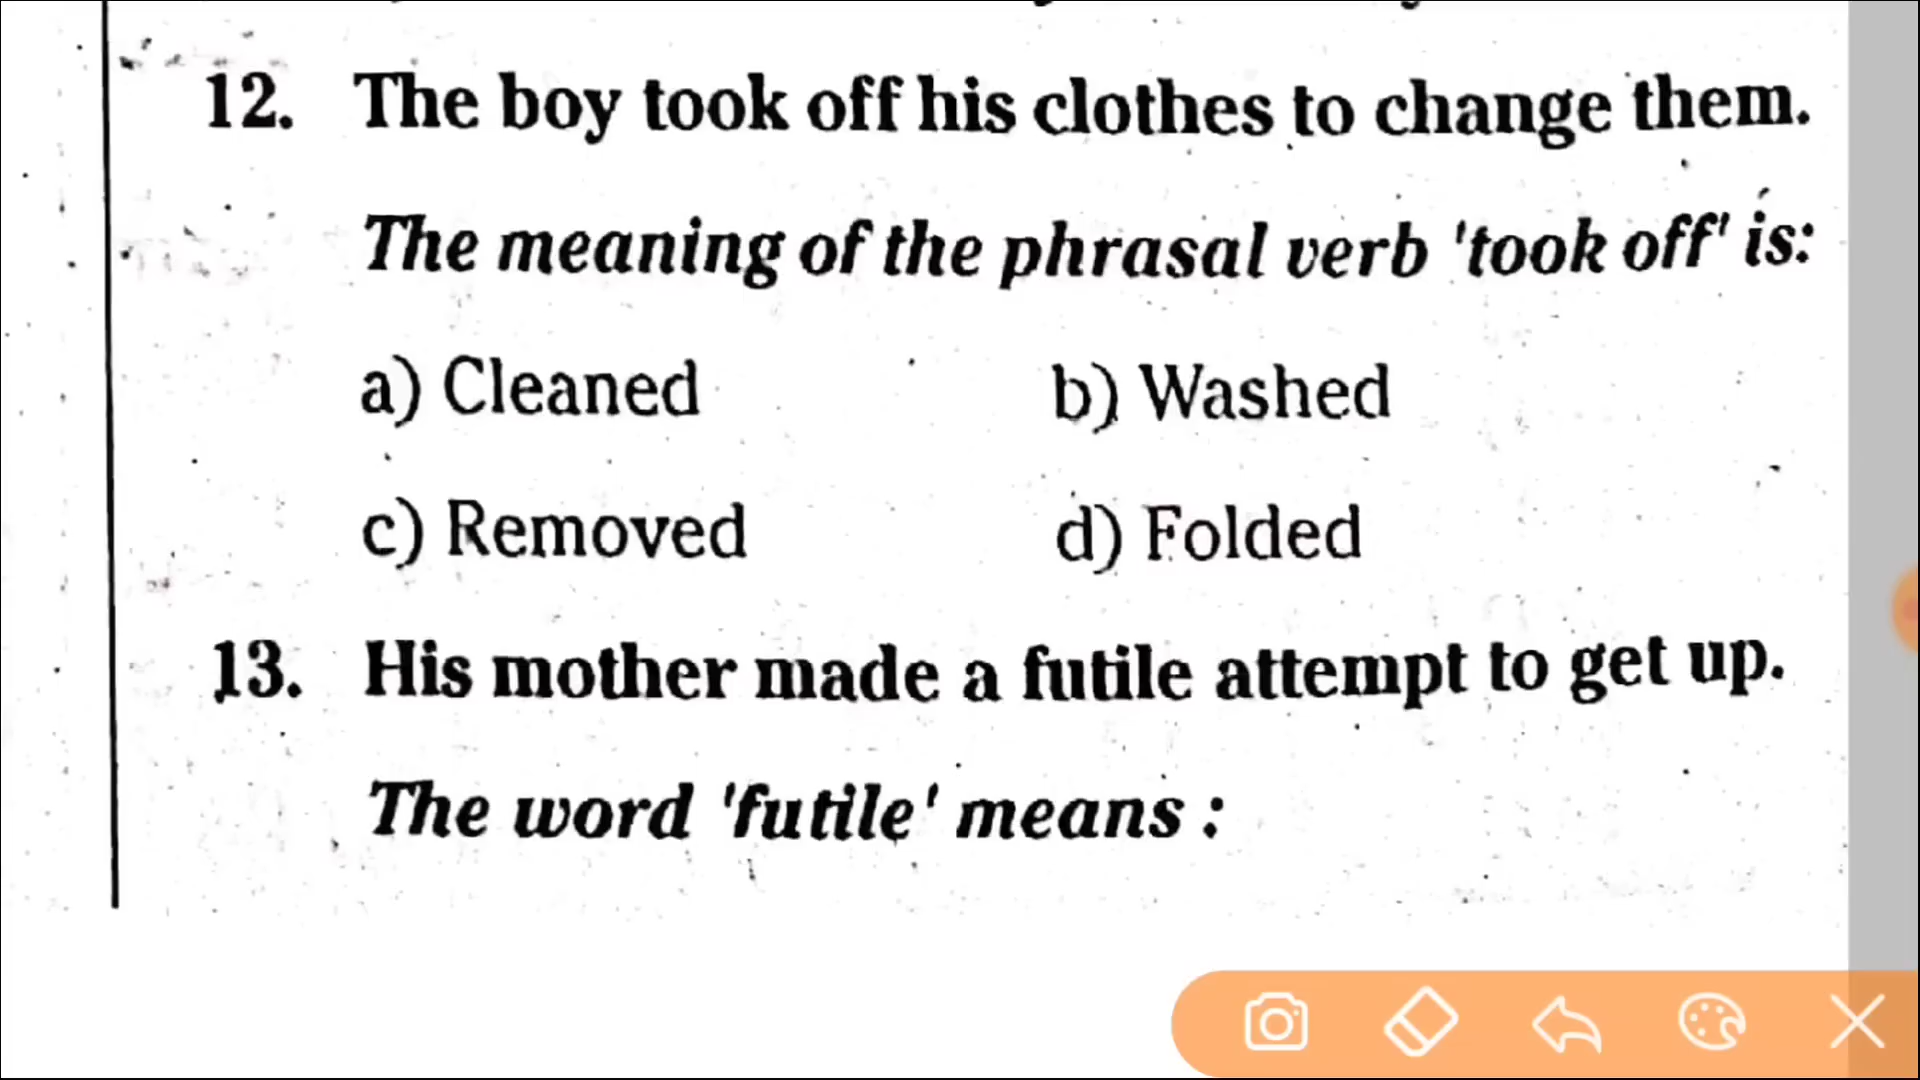 12. The boy took off his clothes to change them.
The meaning of the phrasal verb 'took off' is:
a) Cleaned b) Washed
c) Removed d) Folded
13. His mother made a futile attempt to get up.
The word 'futile' means :